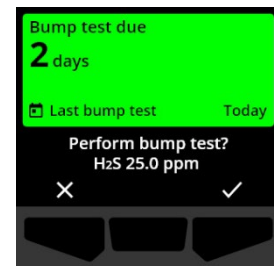 Bump test due
2 days
Last bump test Today
Perform bump test?
H₂S 25.0 ppm